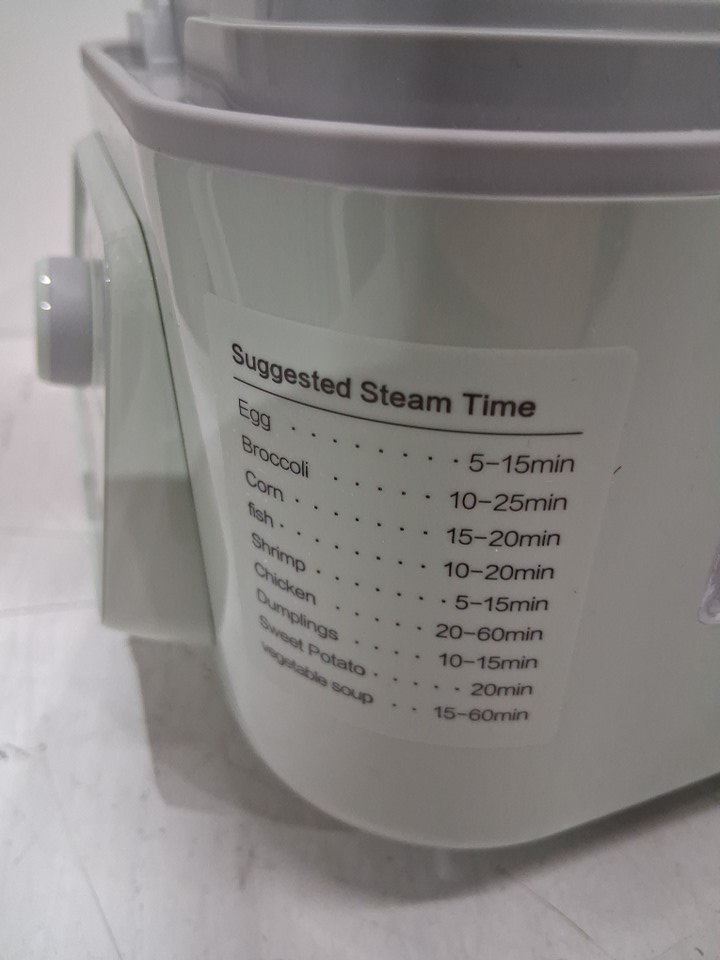 Suggested Steam Time
Egg . . . . . . . . 5-15min
Broccoli . . . . . 10-25min
Corn . . . . . . . 15-20min
fish . . . . . . . . 10-20min
Shrimp . . . . . . . 5-15min
Chicken . . . . . 20-60min
Dumplings . . . . 10-15min
Sweet Potato . . . . . 20min
vegetable soup . . 15-60min